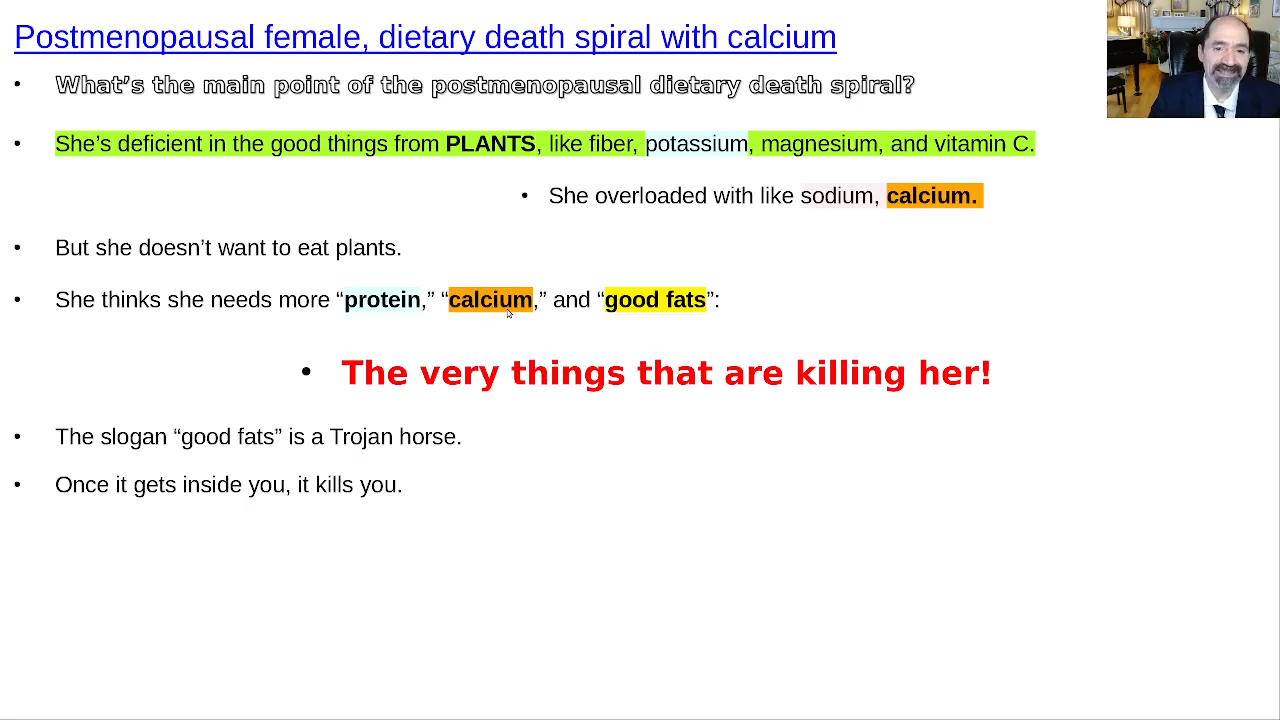 Postmenopausal female, dietary death spiral with calcium
• What’s the main point of the postmenopausal dietary death spiral?
• She’s deficient in the good things from PLANTS, like fiber, potassium, magnesium, and vitamin C.
• She overloaded with like sodium, calcium.
• But she doesn’t want to eat plants.
• She thinks she needs more “protein,” “calcium,” and “good fats”:
• The very things that are killing her!
• The slogan “good fats” is a Trojan horse.
• Once it gets inside you, it kills you.